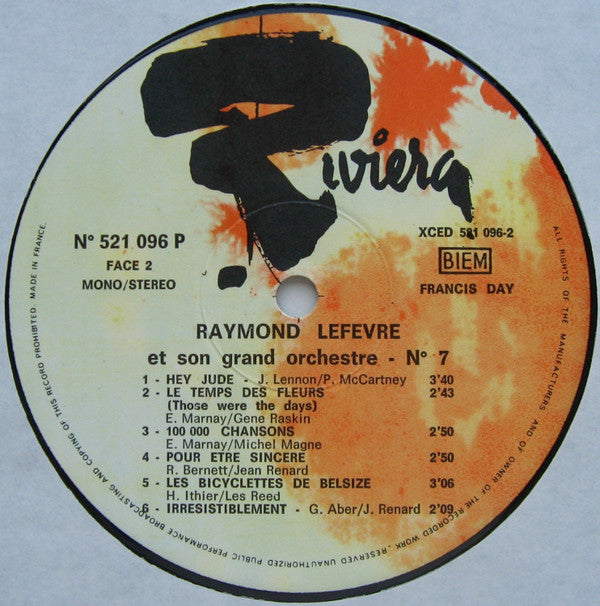 Riviera
N° 521 096 P
FACE 2
MONO/STEREO
XCED 521 096-2
BIEM
FRANCIS DAY
RAYMOND LEFEVRE
et son grand orchestre - N° 7
1 - HEY JUDE - J. Lennon/P. McCartney 3'40
2 - LE TEMPS DES FLEURS 2'43
(Those were the days)
E. Marnay/Gene Raskin
3 - 100 000 CHANSONS 2'50
E. Marnay/Michel Magne
4 - POUR ETRE SINCERE 2'50
R. Bernett/Jean Renard
5 - LES BICYCLETTES DE BELSIZE 3'06
H. Ithier/Les Reed
6 - IRRESISTIBLEMENT - G. Aber/J. Renard 2'09
ALL RIGHTS OF THE MANUFACTURERS AND OF OWNER OF THE RECORDED WORK _ RESERVED UNAUTHORIZED PUBLIC PERFORMANCE BROADCASTING AND COPYING OF THIS RECORD PROHIBITED. MADE IN FRANCE.